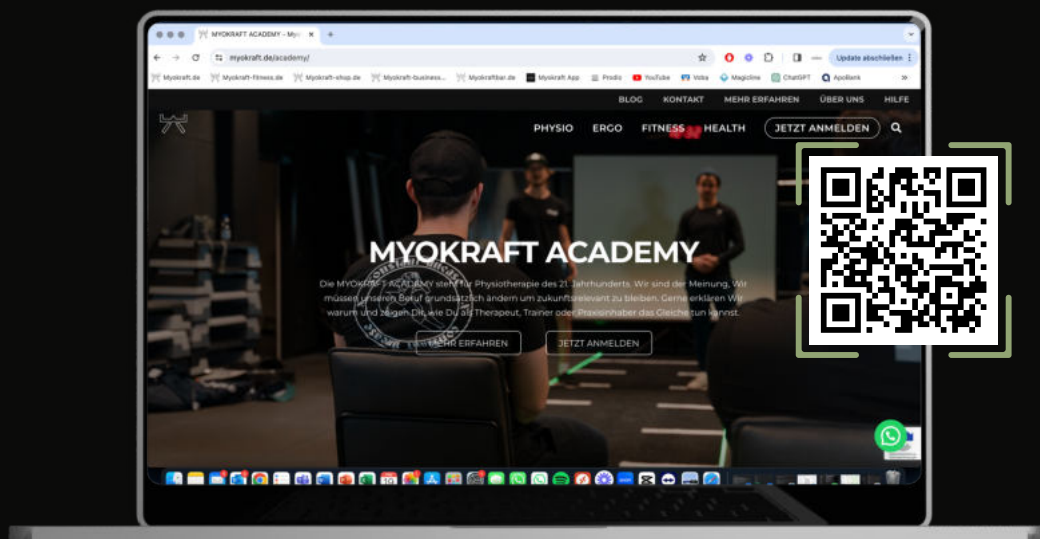 MYOKRAFT ACADEMY – Myo
myokraft.de/academy/
Update abschließen
Myokraft.de Myokraft-fitness.de Myokraft-shop.de Myokraft-business... Myokraftbar.de Myokraft App Prodis YouTube Voba Magicline ChatGPT ApoBank »
BLOG KONTAKT MEHR ERFAHREN ÜBER UNS HILFE
PHYSIO ERGO FITNESS HEALTH JETZT ANMELDEN
MYOKRAFT ACADEMY
Die MYOKRAFT ACADEMY steht für Physiotherapie des 21. Jahrhunderts. Wir sind der Meinung, Wir
müssen unseren Beruf grundsätzlich ändern um zukunftsrelevant zu bleiben. Gerne erklären Wir
warum und zeigen Dir, wie Du als Therapeut, Trainer oder Praxisinhaber das Gleiche tun kannst.
MEHR ERFAHREN JETZT ANMELDEN